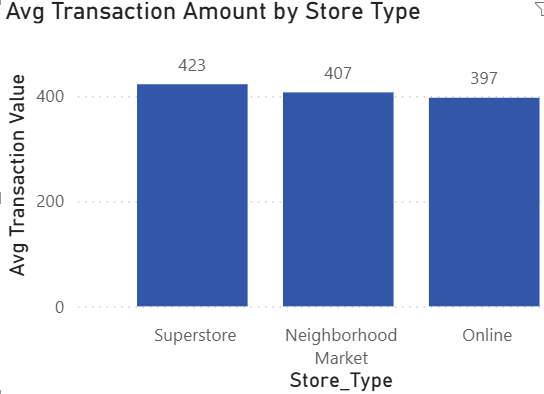 Avg Transaction Amount by Store Type
Avg Transaction Value
400
200
0
423
407
397
Superstore
Neighborhood
Market
Online
Store_Type